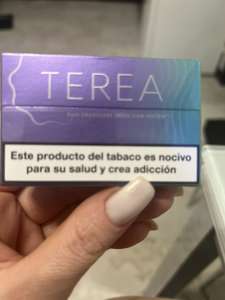 TEREA
Este producto del tabaco es nocivo
para su salud y crea adicción